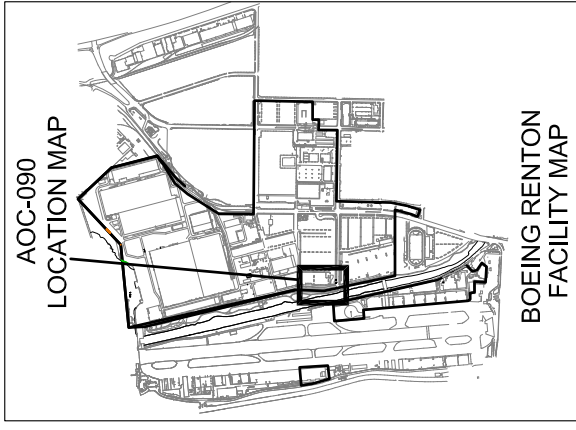 AOC-090
LOCATION MAP
BOEING RENTON
FACILITY MAP